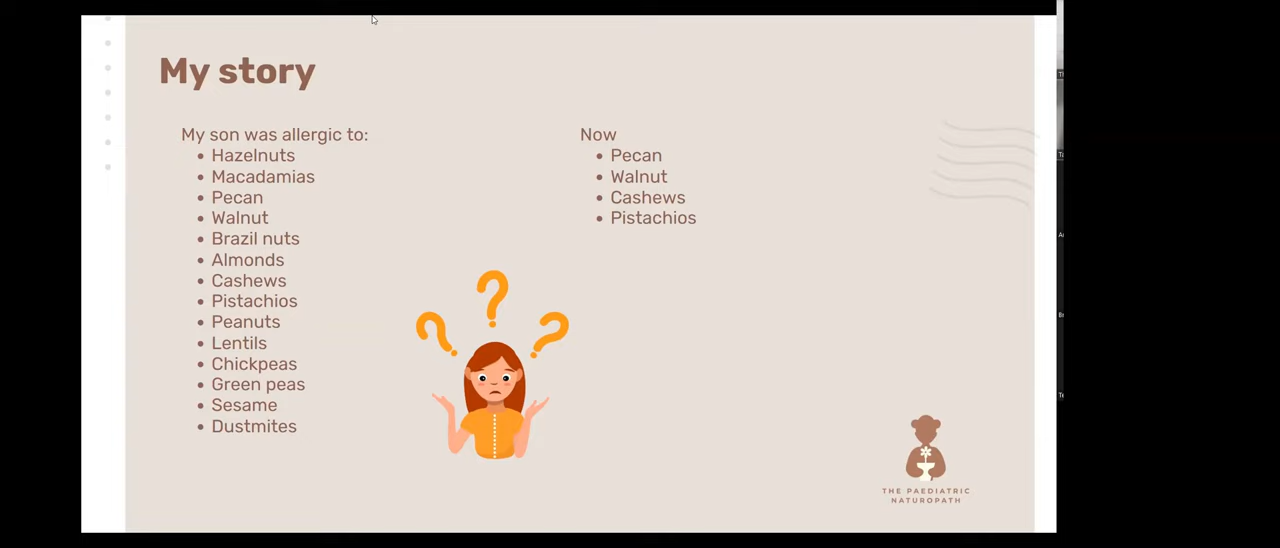 My story
My son was allergic to:
• Hazelnuts
• Macadamias
• Pecan
• Walnut
• Brazil nuts
• Almonds
• Cashews
• Pistachios
• Peanuts
• Lentils
• Chickpeas
• Green peas
• Sesame
• Dustmites
Now
• Pecan
• Walnut
• Cashews
• Pistachios
? ? ?
THE PAEDIATRIC
NATUROPATH